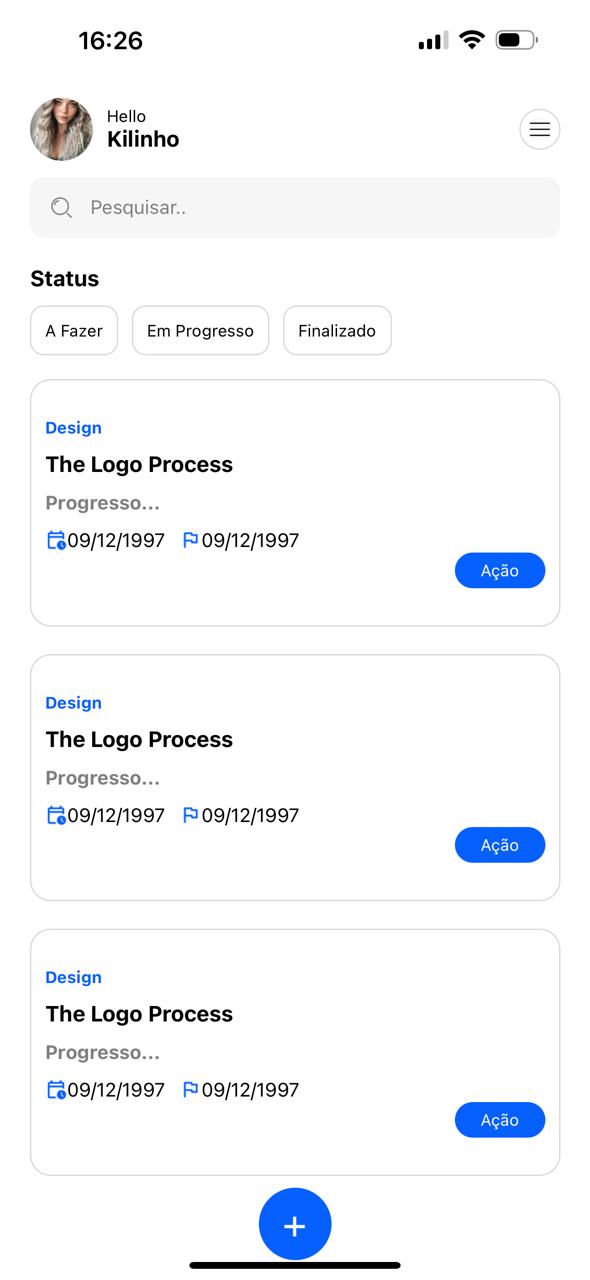 16:26
Hello
Kilinho
Pesquisar..
Status
A Fazer Em Progresso Finalizado
Design
The Logo Process
Progresso...
09/12/1997 09/12/1997
Ação
Design
The Logo Process
Progresso...
09/12/1997 09/12/1997
Ação
Design
The Logo Process
Progresso...
09/12/1997 09/12/1997
Ação
+